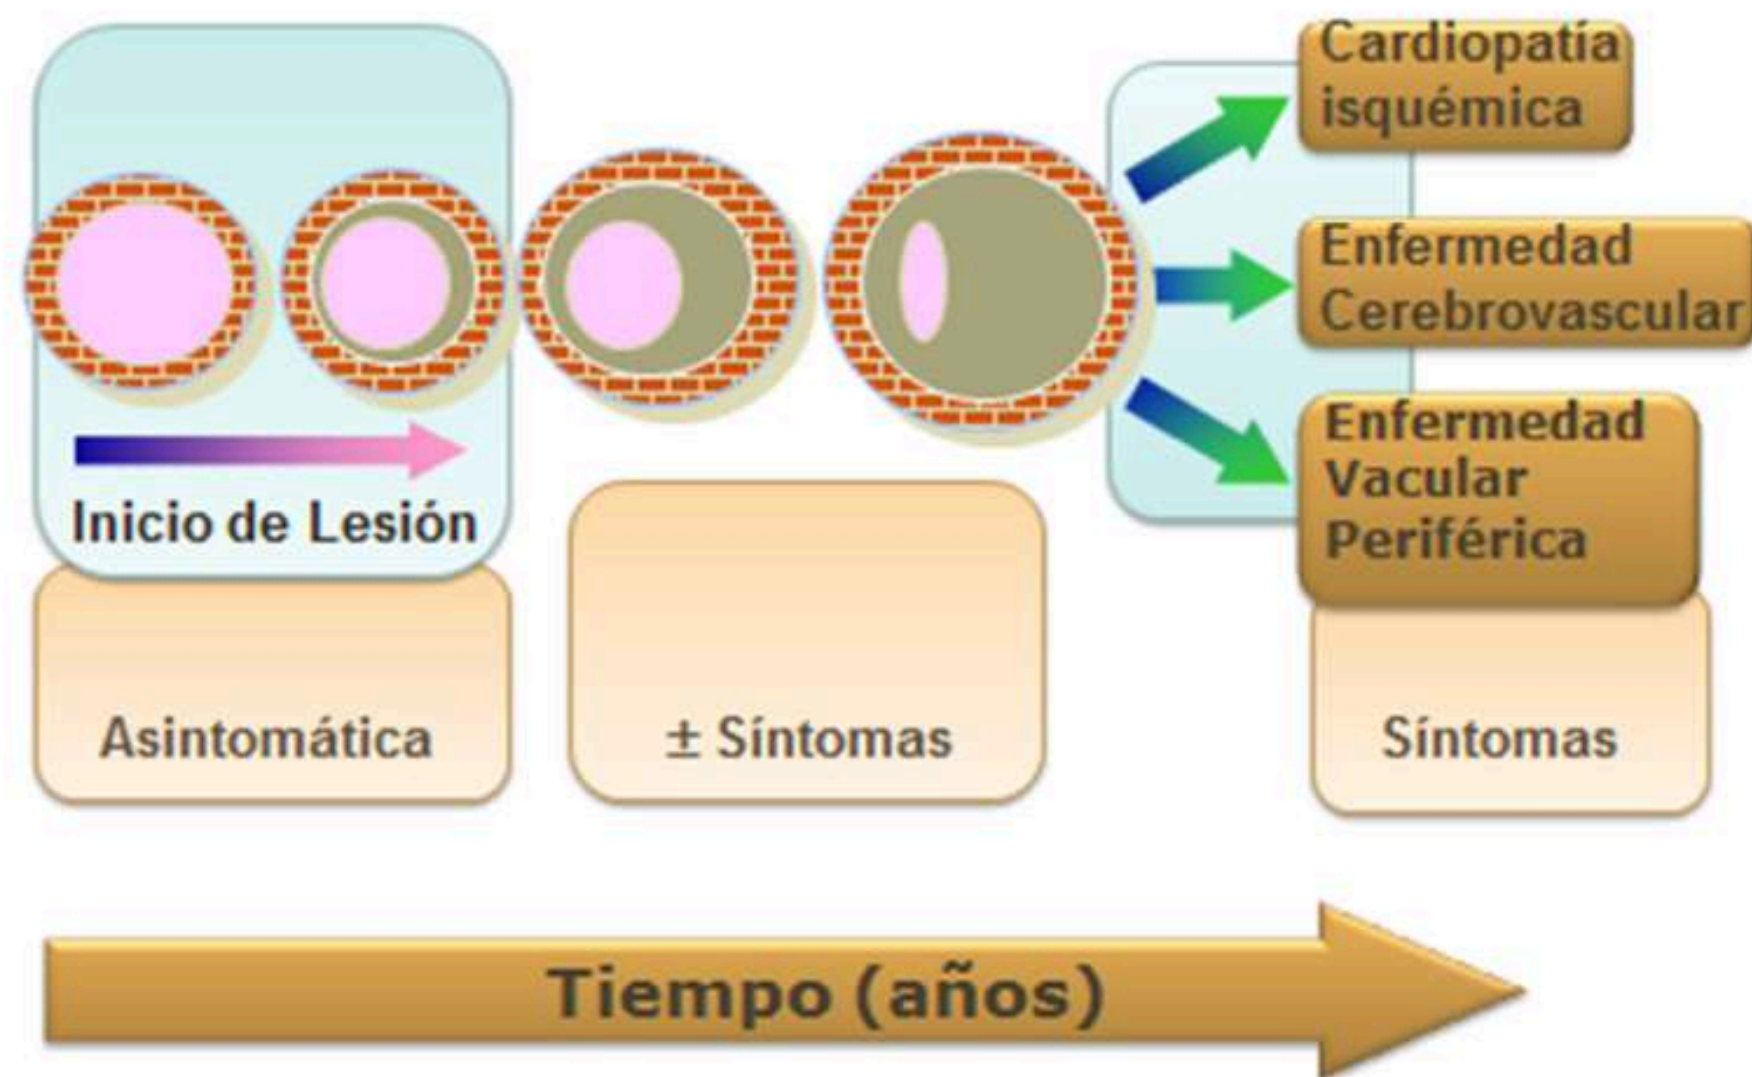 Cardiopatía
isquémica
Enfermedad
Cerebrovascular
Enfermedad
Vacular
Periférica
Inicio de Lesión
Asintomática
± Síntomas
Síntomas
Tiempo (años)